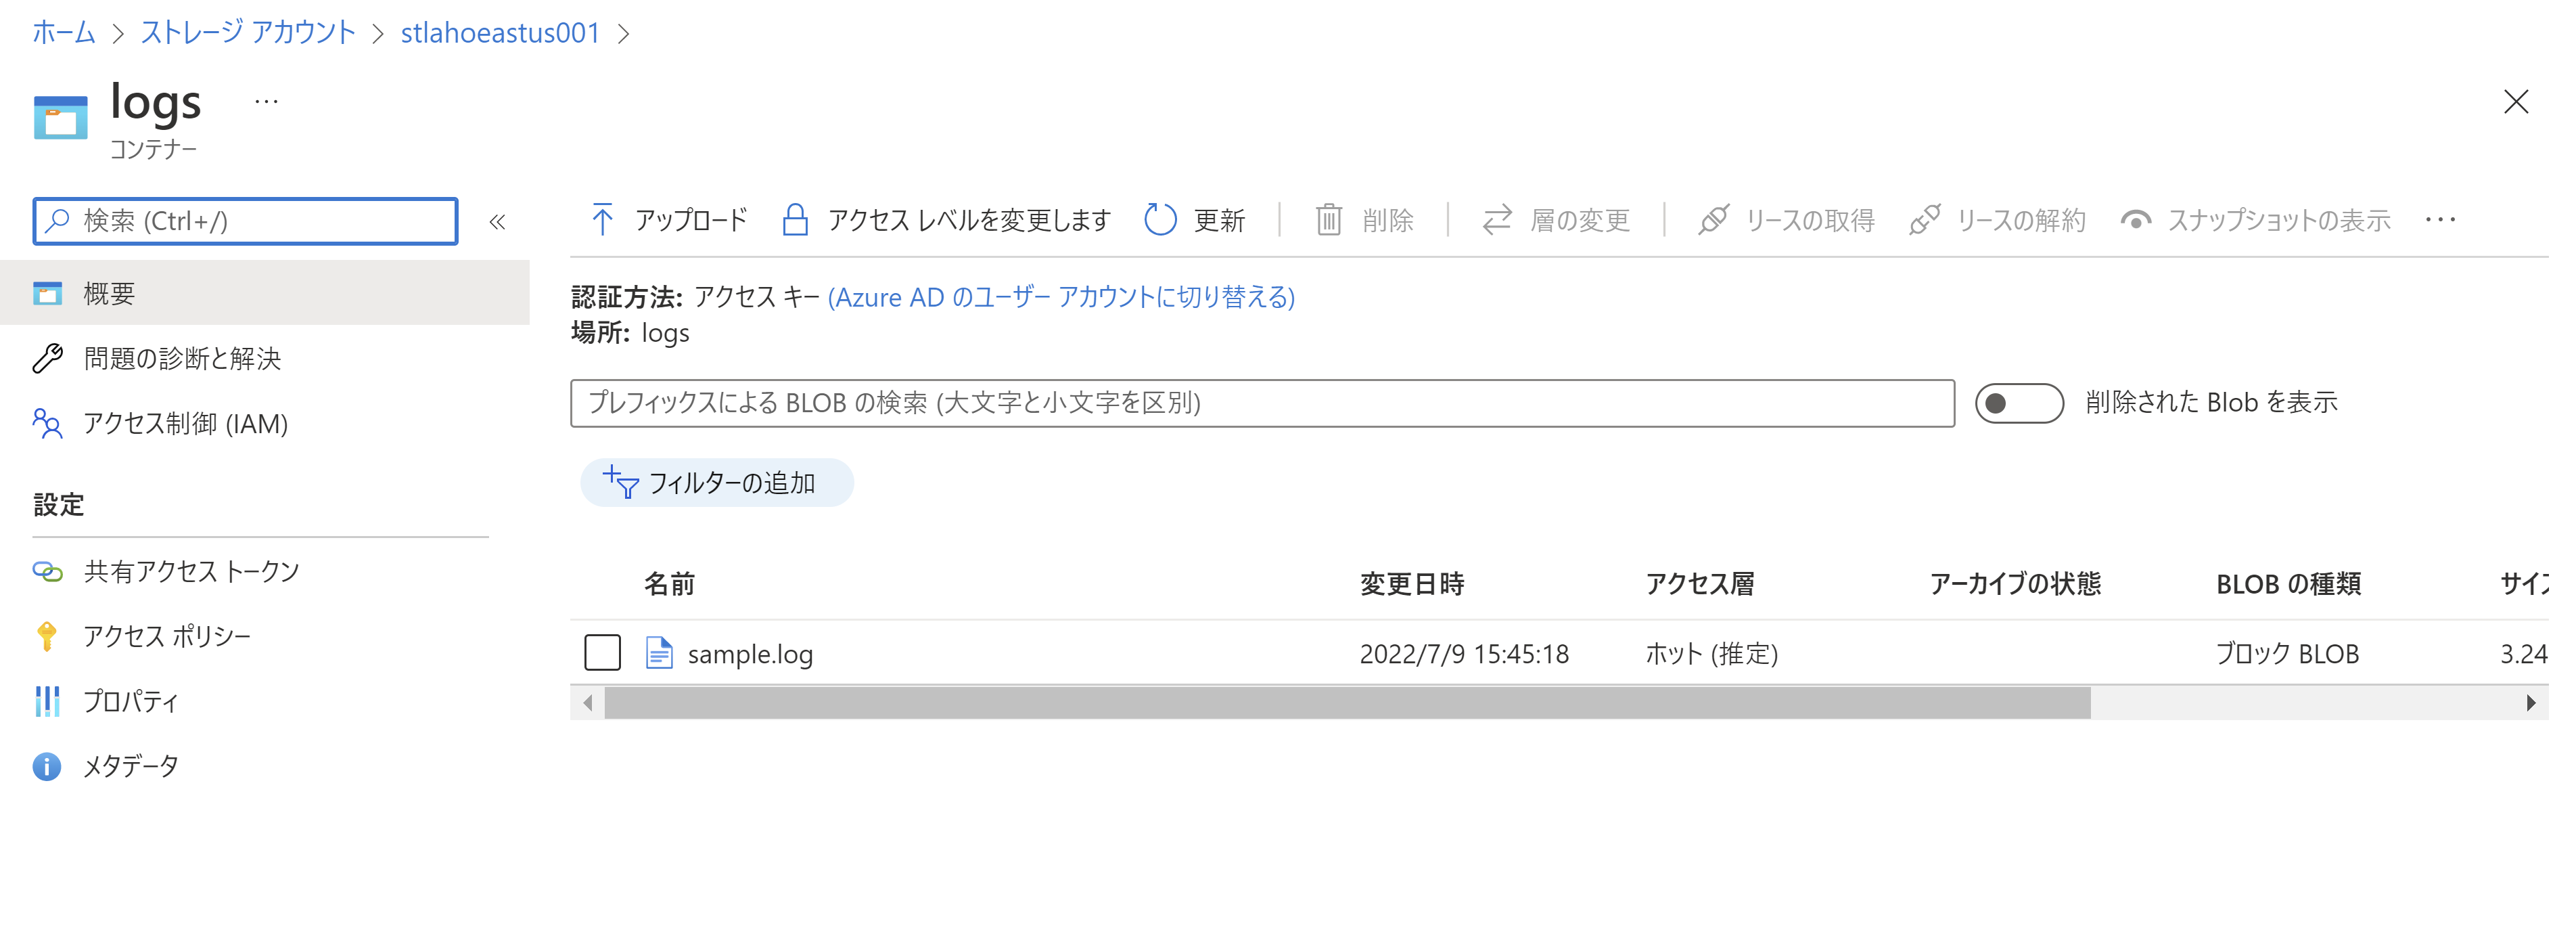 ホーム > ストレージ アカウント > stlahoeastus001 >
logs ...
コンテナー
検索 (Ctrl+/) «
概要
問題の診断と解決
アクセス制御 (IAM)
設定
共有アクセス トークン
アクセス ポリシー
プロパティ
メタデータ
アップロード アクセス レベルを変更します 更新 削除 層の変更 リースの取得 リースの解約 スナップショットの表示 ...
認証方法: アクセス キー (Azure AD のユーザー アカウントに切り替える)
場所: logs
プレフィックスによる BLOB の検索 (大文字と小文字を区別) 削除された Blob を表示
フィルターの追加
名前 変更日時 アクセス層 アーカイブの状態 BLOB の種類 サイズ
sample.log 2022/7/9 15:45:18 ホット (推定) ブロック BLOB 3.24